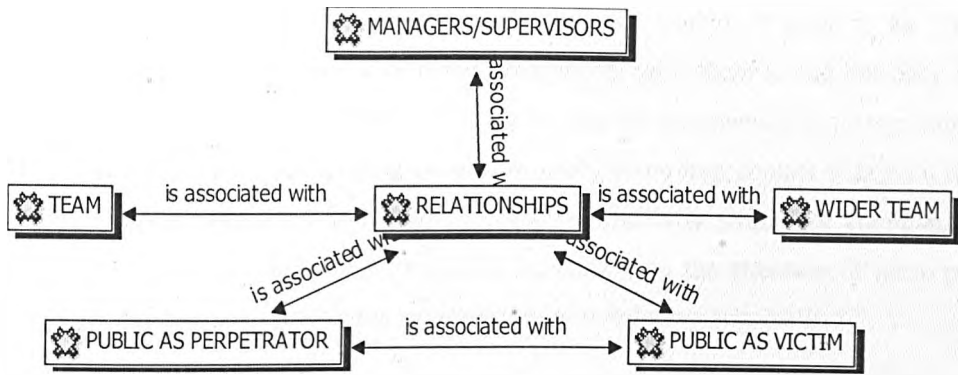 MANAGERS/SUPERVISORS
associated w
TEAM
is associated with
RELATIONSHIPS
is associated with
WIDER TEAM
is associated wi
associated with
PUBLIC AS PERPETRATOR
is associated with
PUBLIC AS VICTIM